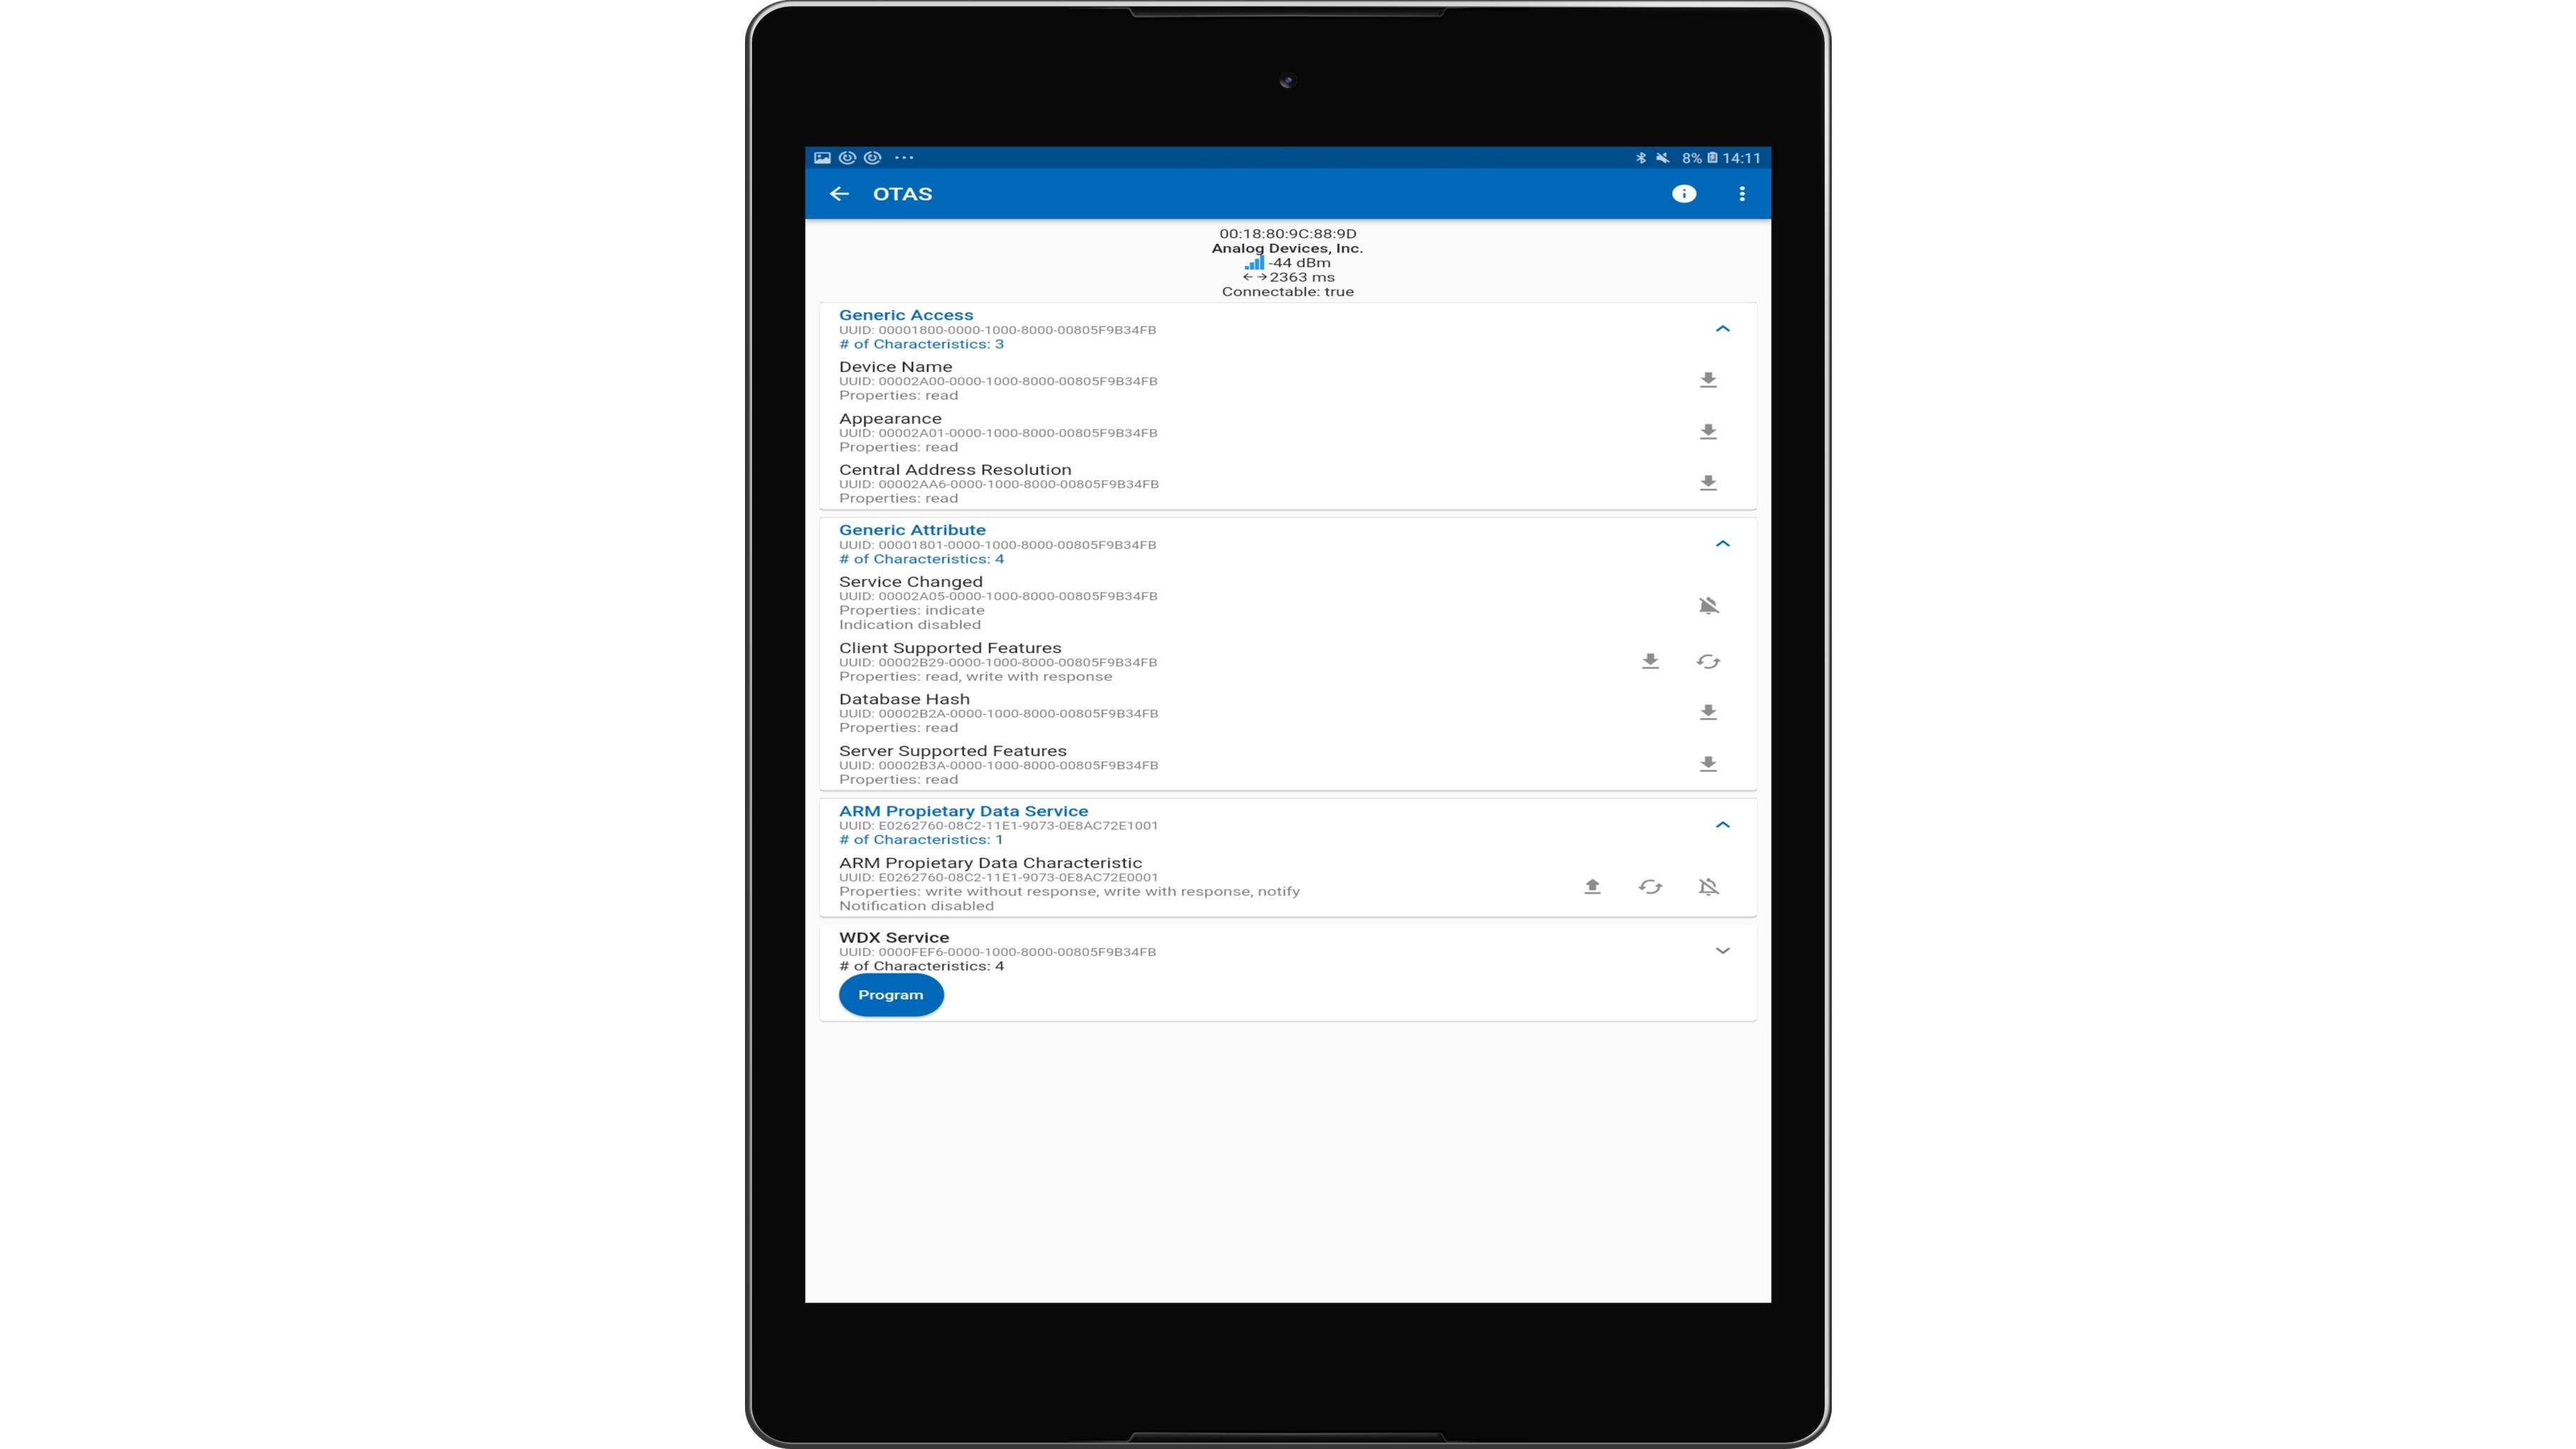 8% 14:11
OTAS
00:18:80:9C:88:9D
Analog Devices, Inc.
-44 dBm
2363 ms
Connectable: true
Generic Access
UUID: 00001800-0000-1000-8000-00805F9B34FB
# of Characteristics: 3
Device Name
UUID: 00002A00-0000-1000-8000-00805F9B34FB
Properties: read
Appearance
UUID: 00002A01-0000-1000-8000-00805F9B34FB
Properties: read
Central Address Resolution
UUID: 00002AA6-0000-1000-8000-00805F9B34FB
Properties: read
Generic Attribute
UUID: 00001801-0000-1000-8000-00805F9B34FB
# of Characteristics: 4
Service Changed
UUID: 00002A05-0000-1000-8000-00805F9B34FB
Properties: indicate
Indication disabled
Client Supported Features
UUID: 00002B29-0000-1000-8000-00805F9B34FB
Properties: read, write with response
Database Hash
UUID: 00002B2A-0000-1000-8000-00805F9B34FB
Properties: read
Server Supported Features
UUID: 00002B3A-0000-1000-8000-00805F9B34FB
Properties: read
ARM Propietary Data Service
UUID: E0262760-08C2-11E1-9073-0E8AC72E1001
# of Characteristics: 1
ARM Propietary Data Characteristic
UUID: E0262760-08C2-11E1-9073-0E8AC72E0001
Properties: write without response, write with response, notify
Notification disabled
WDX Service
UUID: 0000FEF6-0000-1000-8000-00805F9B34FB
# of Characteristics: 4
Program